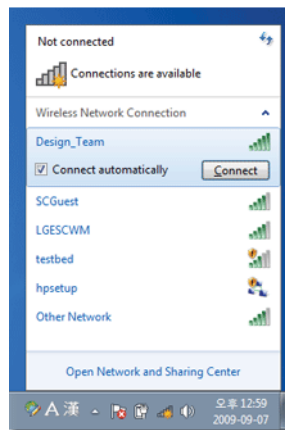 Not connected
Connections are available
Wireless Network Connection
Design_Team
Connect automatically
Connect
SCGuest
LGESCWM
testbed
hpsetup
Other Network
Open Network and Sharing Center
A 漢
오후 12:59
2009-09-07